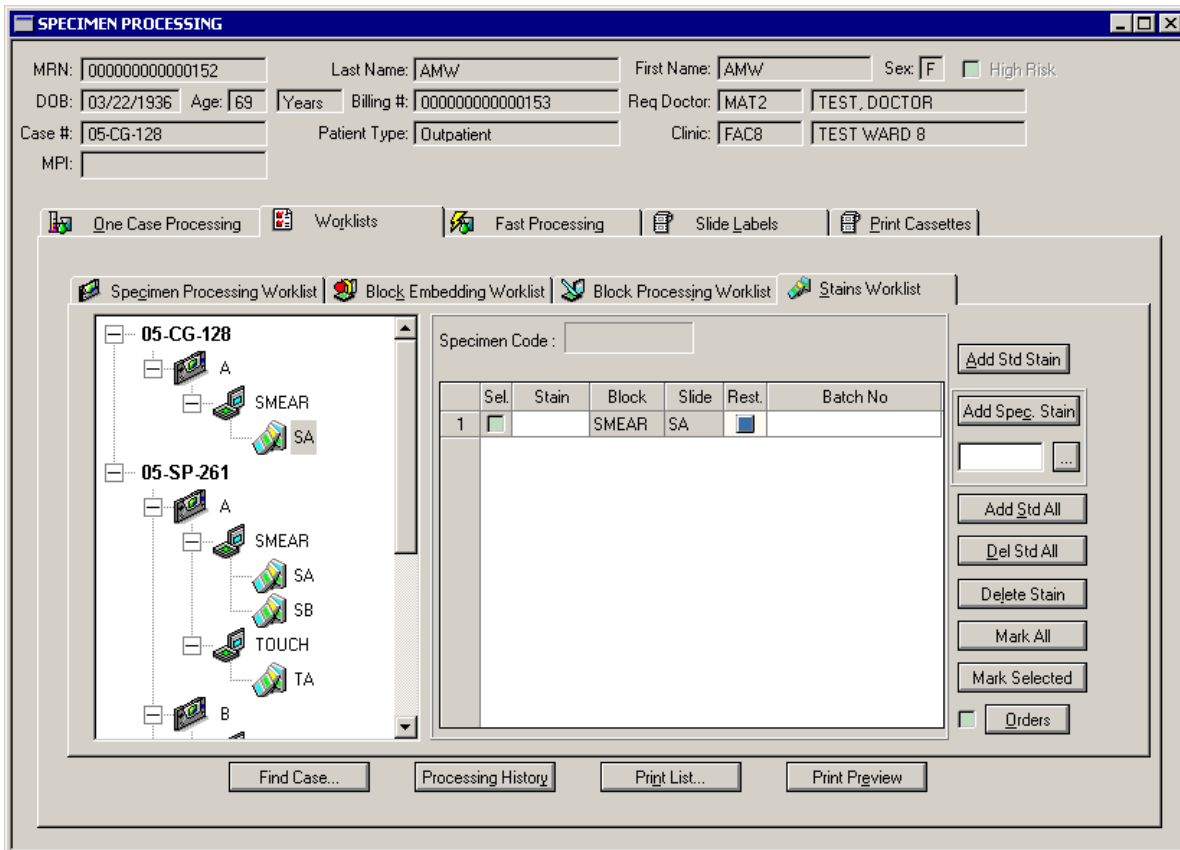 SPECIMEN PROCESSING
MRN: 000000000000152 Last Name: AMW First Name: AMW Sex: F High Risk
DOB: 03/22/1936 Age: 69 Years Billing #: 000000000000153 Req Doctor: MAT2 TEST, DOCTOR
Case #: 05-CG-128 Patient Type: Outpatient Clinic: FAC8 TEST WARD 8
MPI:
One Case Processing Worklists Fast Processing Slide Labels Print Cassettes
Specimen Processing Worklist Block Embedding Worklist Block Processing Worklist Stains Worklist
05-CG-128
A
SMEAR
SA
05-SP-261
A
SMEAR
SA
SB
TOUCH
TA
B
Specimen Code :
Sel. Stain Block Slide Rest. Batch No
1 SMEAR SA
Add Std Stain
Add Spec. Stain
...
Add Std All
Del Std All
Delete Stain
Mark All
Mark Selected
Orders
Find Case... Processing History Print List... Print Preview